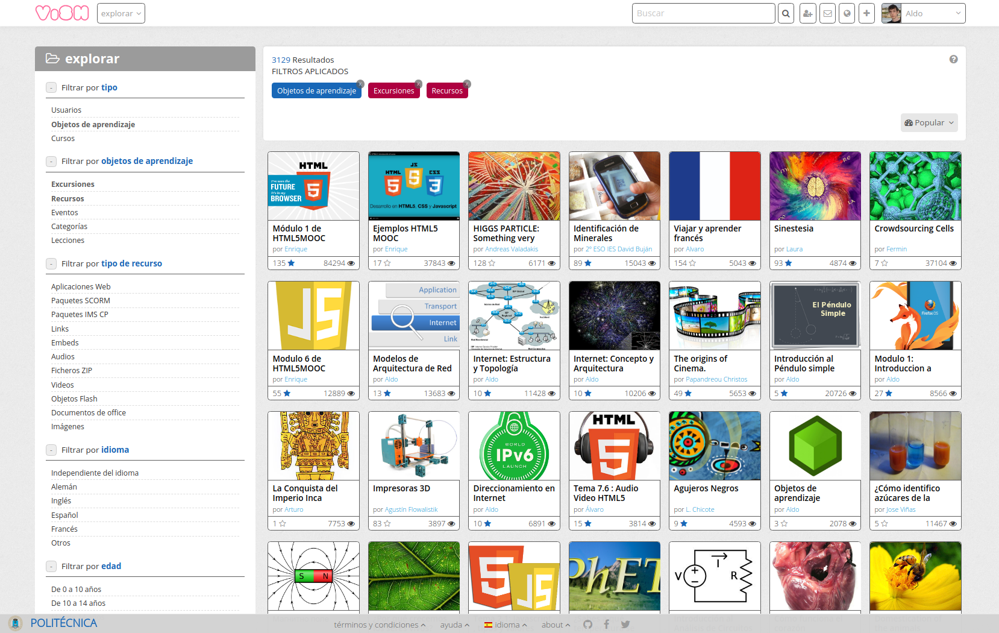 ViSH
explorar
Buscar
Aldo
explorar
- Filtrar por tipo
Usuarios
Objetos de aprendizaje
Cursos
- Filtrar por objetos de aprendizaje
Excursiones
Recursos
Eventos
Categorías
Lecciones
- Filtrar por tipo de recurso
Aplicaciones Web
Paquetes SCORM
Paquetes IMS CP
Links
Embeds
Audios
Ficheros ZIP
Videos
Objetos Flash
Documentos de office
Imágenes
- Filtrar por idioma
Independiente del idioma
Alemán
Inglés
Español
Francés
Otros
- Filtrar por edad
De 0 a 10 años
De 10 a 14 años
3129 Resultados
FILTROS APLICADOS
Objetos de aprendizaje x
Excursiones x
Recursos x
Popular
HTML
I've seen the
FUTURE
It's in my
BROWSER
5
Módulo 1 de
HTML5MOOC
por Enrique
135 84294
JS
HTML CSS
5 5 3
Desarrollo en HTML5, CSS y Javascript
Ejemplos HTML5
MOOC
por Enrique
17 37843
HIGGS PARTICLE:
Something very
por Andreas Valadakis
128 6171
Identificación de
Minerales
por 2º ESO IES David Buján
89 15043
Viajar y aprender
francés
por Alvaro
154 5043
Sinestesia
por Laura
93 4874
Crowdsourcing Cells
por Fermin
7 37104
JS
Modulo 6 de
HTML5MOOC
por Enrique
55 12889
Application
Transport
Internet
Link
Modelos de
Arquitectura de Red
por Aldo
13 13683
Internet: Estructura
y Topología
por Aldo
10 11428
Internet: Concepto y
Arquitectura
por Aldo
10 10206
The origins of
Cinema.
por Papandreou Christos
49 5653
El Péndulo
Simple
Introducción al
Péndulo simple
por Aldo
5 20726
Firefox OS
Modulo 1:
Introduccion a
por Aldo
27 8566
La Conquista del
Imperio Inca
por Arturo
1 7753
Impresoras 3D
por Agustín Flowalistik
83 3897
WORLD
IPv6
LAUNCH
Direccionamiento en
Internet
por Aldo
10 6891
HTML
5
Tema 7.6 : Audio
Video HTML5
por Álvaro
15 3814
Agujeros Negros
por L. Chicote
9 4593
Objetos de
aprendizaje
por Aldo
3 2078
¿Cómo identifico
azúcares de la
por Jose Viñas
5 11467
S N
5 JS
PhET
I
V + - R
POLITÉCNICA
términos y condiciones
ayuda
idioma
about